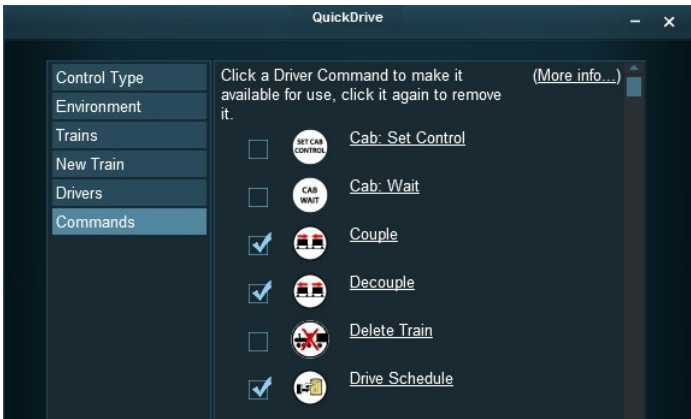 QuickDrive
Control Type
Environment
Trains
New Train
Drivers
Commands
Click a Driver Command to make it
available for use, click it again to remove
it.
(More info...)
SET CAB
CONTROL
Cab: Set Control
CAB
WAIT
Cab: Wait
Couple
Decouple
Delete Train
Drive Schedule